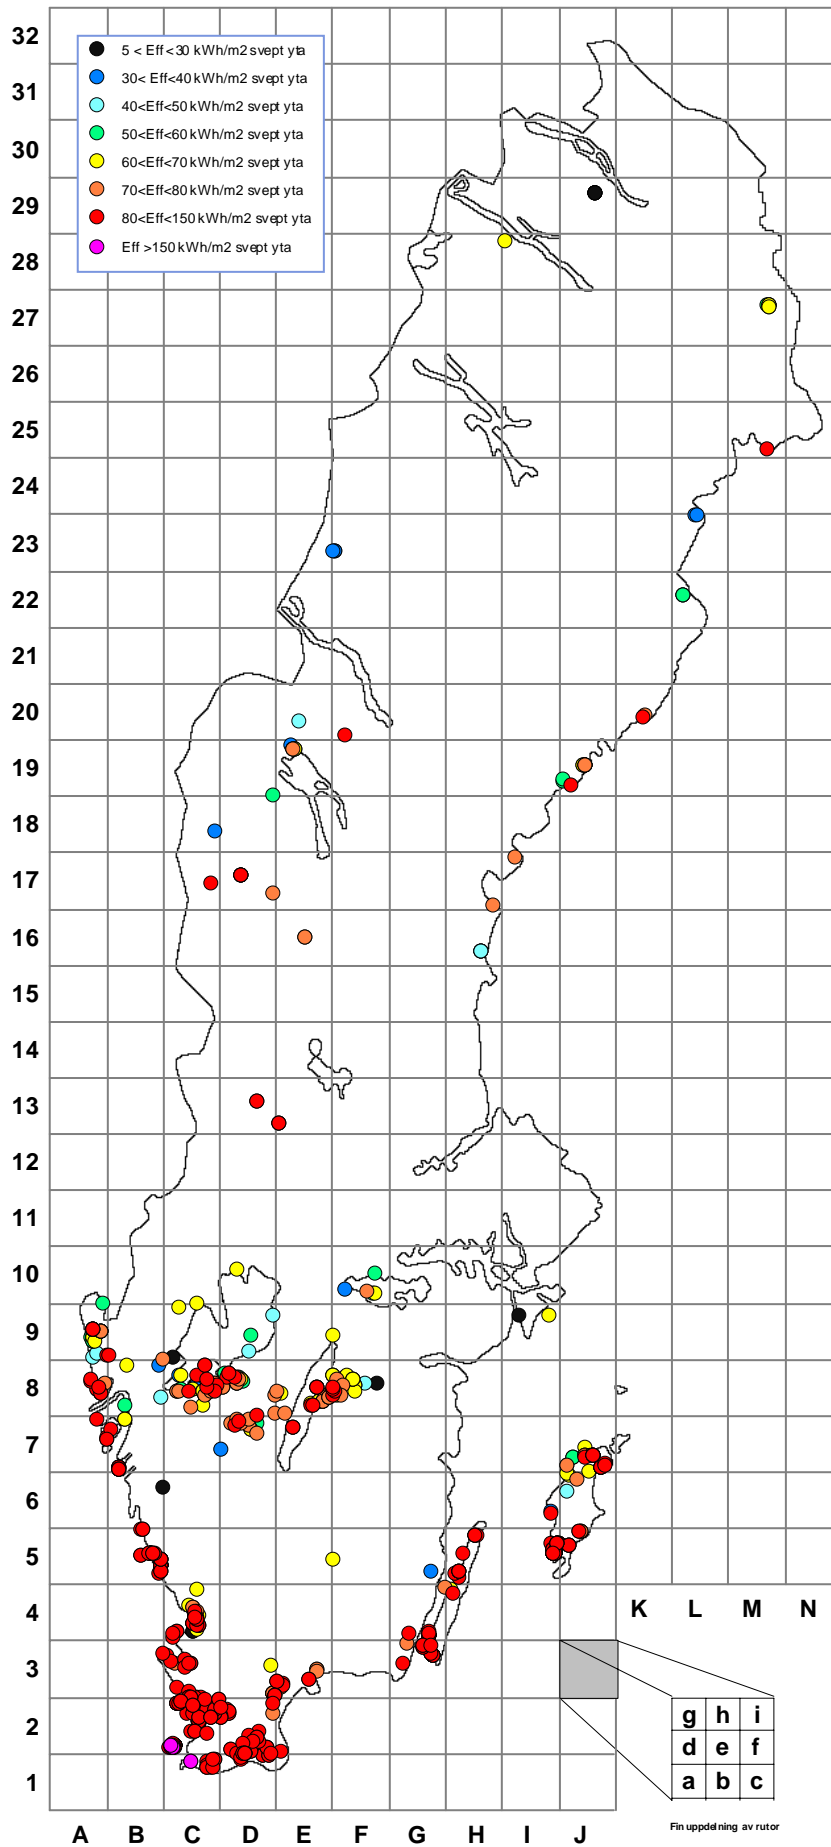 32
5 < Eff<30 kWh/m2 svept yta
30< Eff<40 kWh/m2 svept yta
31
40<Eff<50 kWh/m2 svept yta
50<Eff<60 kWh/m2 svept yta
30
60<Eff<70 kWh/m2 svept yta
70<Eff<80 kWh/m2 svept yta
29
80<Eff<150 kWh/m2 svept yta
Eff >150 kWh/m2 svept yta
28
27
26
25
24
23
22
21
20
19
18
17
16
15
14
13
12
11
10
9
8
7
6
5
4
K L M N
3
g h i
d e f
2
a b c
1
Fin uppdelning av rutor
A B C D E F G H I J